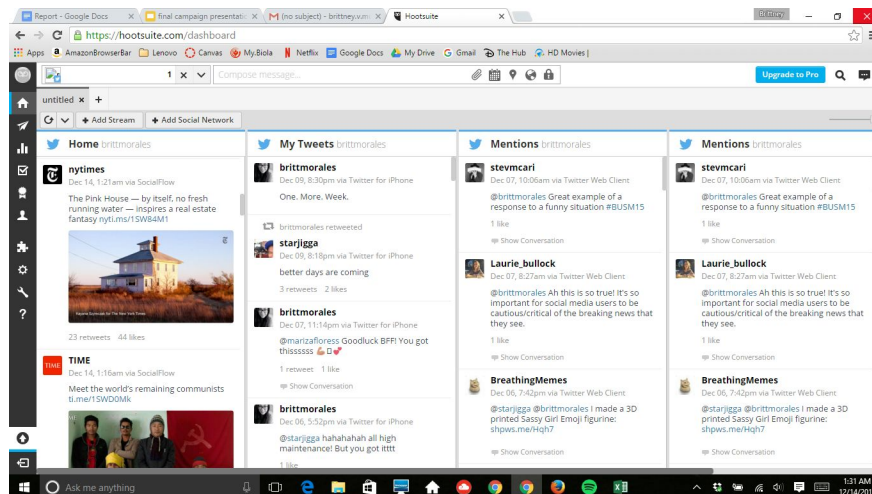 Report - Google Docs
final campaign presentatio
(no subject) - brittney.v.m
Hootsuite
Brittney
https://hootsuite.com/dashboard
Apps
AmazonBrowserBar
Lenovo
Canvas
My.Biola
Netflix
Google Docs
My Drive
Gmail
The Hub
HD Movies |
1
Compose message...
Upgrade to Pro
untitled
Add Stream
Add Social Network
Home brittmorales
nytimes
Dec 14, 1:21am via SocialFlow
The Pink House — by itself, no fresh
running water — inspires a real estate
fantasy nyti.ms/1SW84M1
23 retweets 44 likes
TIME
Dec 14, 1:16am via SocialFlow
Meet the world's remaining communists
ti.me/1SWD0Mk
My Tweets brittmorales
brittmorales
Dec 09, 8:30pm via Twitter for iPhone
One. More. Week.
brittmorales retweeted
starjigga
Dec 09, 8:18pm via Twitter for iPhone
better days are coming
3 retweets 2 likes
brittmorales
Dec 07, 11:14pm via Twitter for iPhone
@marizafloress Goodluck BFF! You got
thissssss 💪🏼💕
1 retweet 1 like
Show Conversation
brittmorales
Dec 06, 5:52pm via Twitter for iPhone
@starjigga hahahahah all high
maintenance! But you got itttt
1 like
Mentions brittmorales
stevmcari
Dec 07, 10:06am via Twitter Web Client
@brittmorales Great example of a
response to a funny situation #BUSM15
1 like
Show Conversation
Laurie_bullock
Dec 07, 8:27am via Twitter Web Client
@brittmorales Ah this is so true! It's so
important for social media users to be
cautious/critical of the breaking news that
they see.
1 like
Show Conversation
BreathingMemes
Dec 06, 7:42pm via Twitter Web Client
@starjigga @brittmorales I made a 3D
printed Sassy Girl Emoji figurine:
shpws.me/Hqh7
Show Conversation
Mentions brittmorales
stevmcari
Dec 07, 10:06am via Twitter Web Client
@brittmorales Great example of a
response to a funny situation #BUSM15
1 like
Show Conversation
Laurie_bullock
Dec 07, 8:27am via Twitter Web Client
@brittmorales Ah this is so true! It's so
important for social media users to be
cautious/critical of the breaking news that
they see.
1 like
Show Conversation
BreathingMemes
Dec 06, 7:42pm via Twitter Web Client
@starjigga @brittmorales I made a 3D
printed Sassy Girl Emoji figurine:
shpws.me/Hqh7
Show Conversation
Ask me anything
1:31 AM
12/14/201